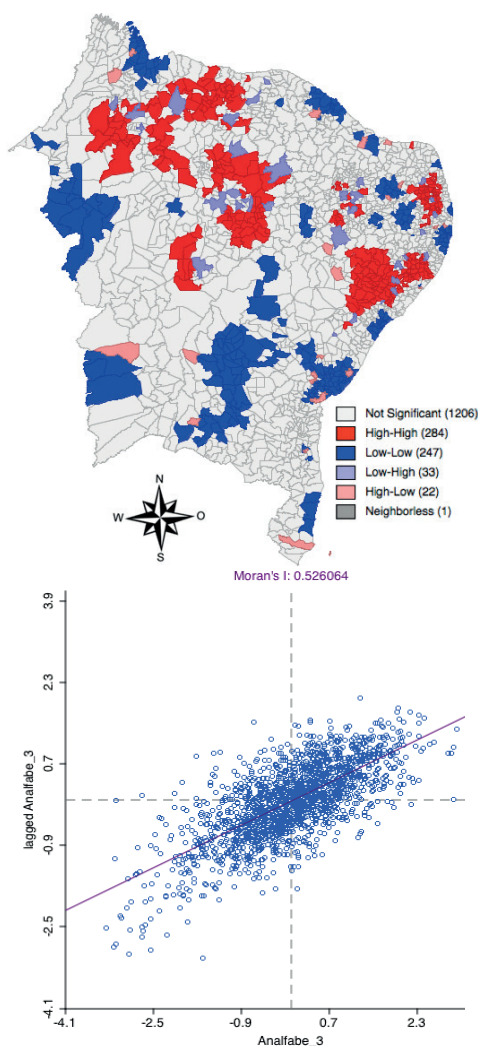 Not Significant (1206)
High-High (284)
Low-Low (247)
Low-High (33)
High-Low (22)
Neighborless (1)
N
W O
S
Moran's I: 0.526064
3.9
2.3
0.7
-0.9
-2.5
-4.1
lagged Analfabe_3
-4.1 -2.5 -0.9 0.7 2.3
Analfabe_3